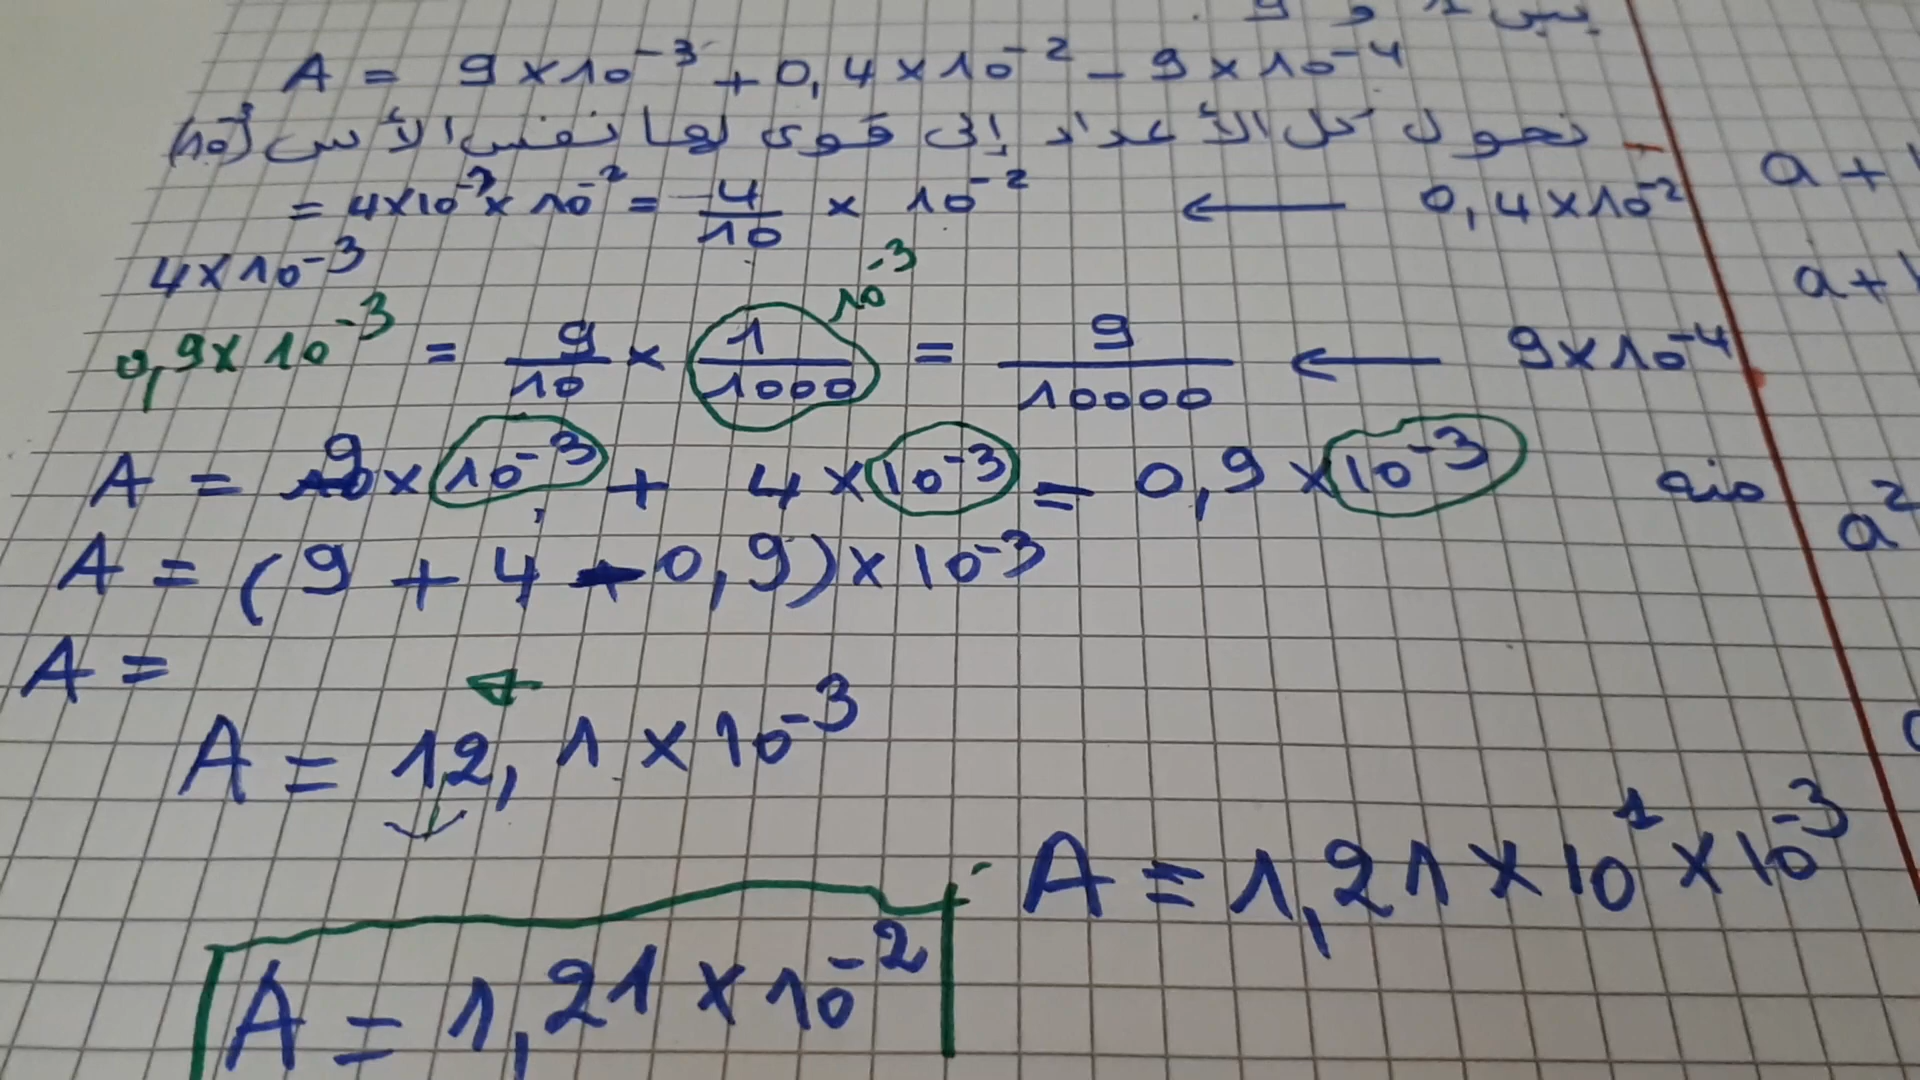 بين 1 و 9.
A = 9 × 10⁻³ + 0,4 × 10⁻² – 9 × 10⁻⁴
– نحول كل الأعداد إلى قوى لها نفس الأس (10⁻³)
0,4 × 10⁻² ← 4/10 × 10⁻² = 4×10⁻¹ × 10⁻² =
4 × 10⁻³
10⁻³
9 × 10⁻⁴ ← 9/10000 = 1/1000 × 9/10 = 0,9 × 10⁻³
منه A = 9 × 10⁻³ + 4 × 10⁻³ = 0,9 × 10⁻³
A = (9 + 4 - 0,9) × 10⁻³
A =
A = 12,1 × 10⁻³
A = 1,21 × 10¹ × 10⁻³
A = 1,21 × 10⁻²
a +
a +
a²